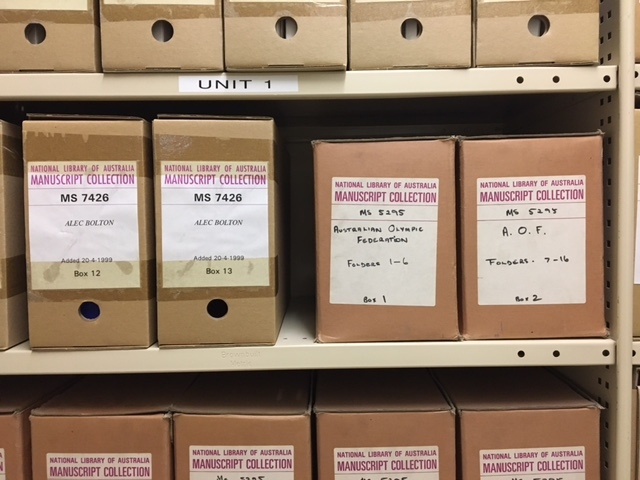 UNIT 1
NATIONAL LIBRARY OF AUSTRALIA
MANUSCRIPT COLLECTION
MS 7426
ALEC BOLTON
Added 20-4-1999
Box 12
NATIONAL LIBRARY OF AUSTRALIA
MANUSCRIPT COLLECTION
MS 7426
ALEC BOLTON
Added 20-4-1999
Box 13
NATIONAL LIBRARY OF AUSTRALIA
MANUSCRIPT COLLECTION
MS 5295
AUSTRALIAN OLYMPIC
FEDERATION
FOLDERS 1-6
Box 1
NATIONAL LIBRARY OF AUSTRALIA
MANUSCRIPT COLLECTION
MS 5295
A. O. F.
FOLDERS. 7-16
Box 2
NATIONAL LIBRARY OF AUSTRALIA
MANUSCRIPT COLLECTION
NATIONAL LIBRARY OF AUSTRALIA
MANUSCRIPT COLLECTION
NATIONAL LIBRARY OF AUSTRALIA
MANUSCRIPT COLLECTION
NATIONAL LIBRARY OF AUSTRALIA
MANUSCRIPT COLLECTION